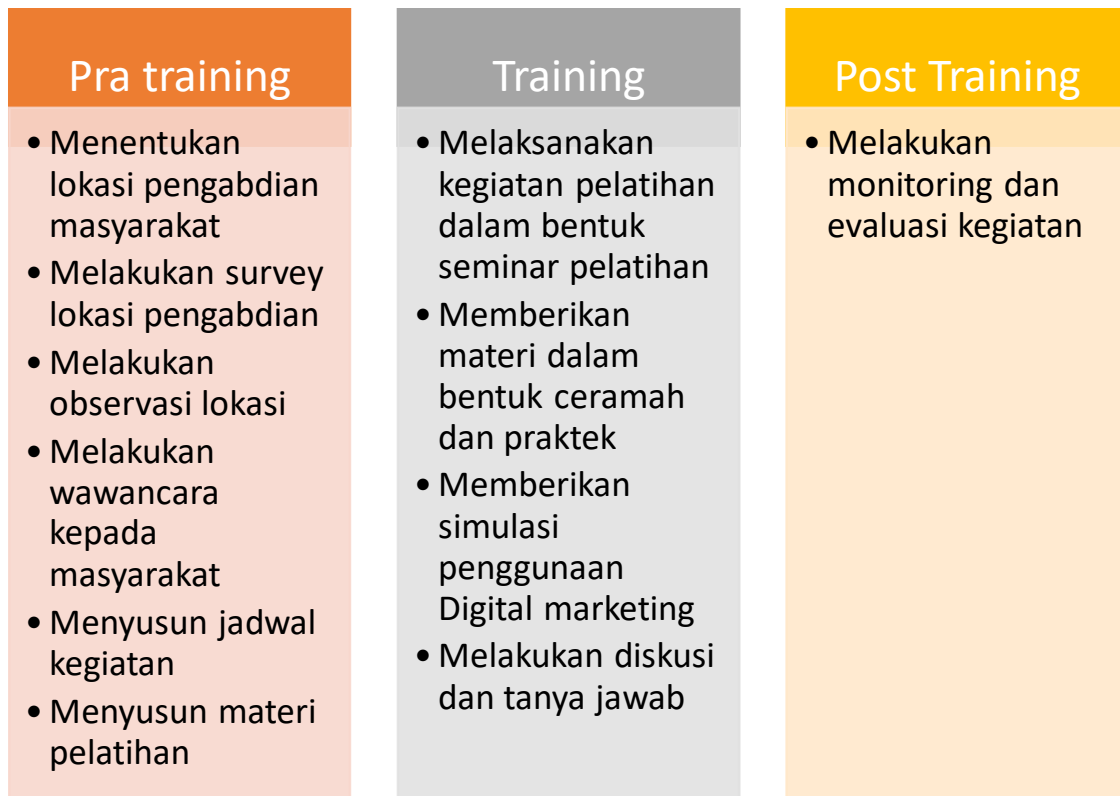 Pra training
• Menentukan
lokasi pengabdian
masyarakat
• Melakukan survey
lokasi pengabdian
• Melakukan
observasi lokasi
• Melakukan
wawancara
kepada
masyarakat
• Menyusun jadwal
kegiatan
• Menyusun materi
pelatihan
Training
• Melaksanakan
kegiatan pelatihan
dalam bentuk
seminar pelatihan
• Memberikan
materi dalam
bentuk ceramah
dan praktek
• Memberikan
simulasi
penggunaan
Digital marketing
• Melakukan diskusi
dan tanya jawab
Post Training
• Melakukan
monitoring dan
evaluasi kegiatan